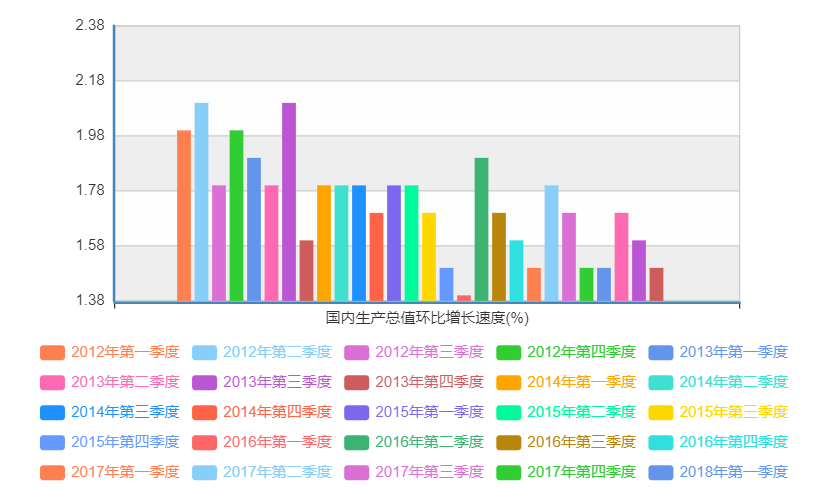 2.38
2.18
1.98
1.78
1.58
1.38
国内生产总值环比增长速度(%)
2012年第一季度 2012年第二季度 2012年第三季度 2012年第四季度 2013年第一季度
2013年第二季度 2013年第三季度 2013年第四季度 2014年第一季度 2014年第二季度
2014年第三季度 2014年第四季度 2015年第一季度 2015年第二季度 2015年第三季度
2015年第四季度 2016年第一季度 2016年第二季度 2016年第三季度 2016年第四季度
2017年第一季度 2017年第二季度 2017年第三季度 2017年第四季度 2018年第一季度